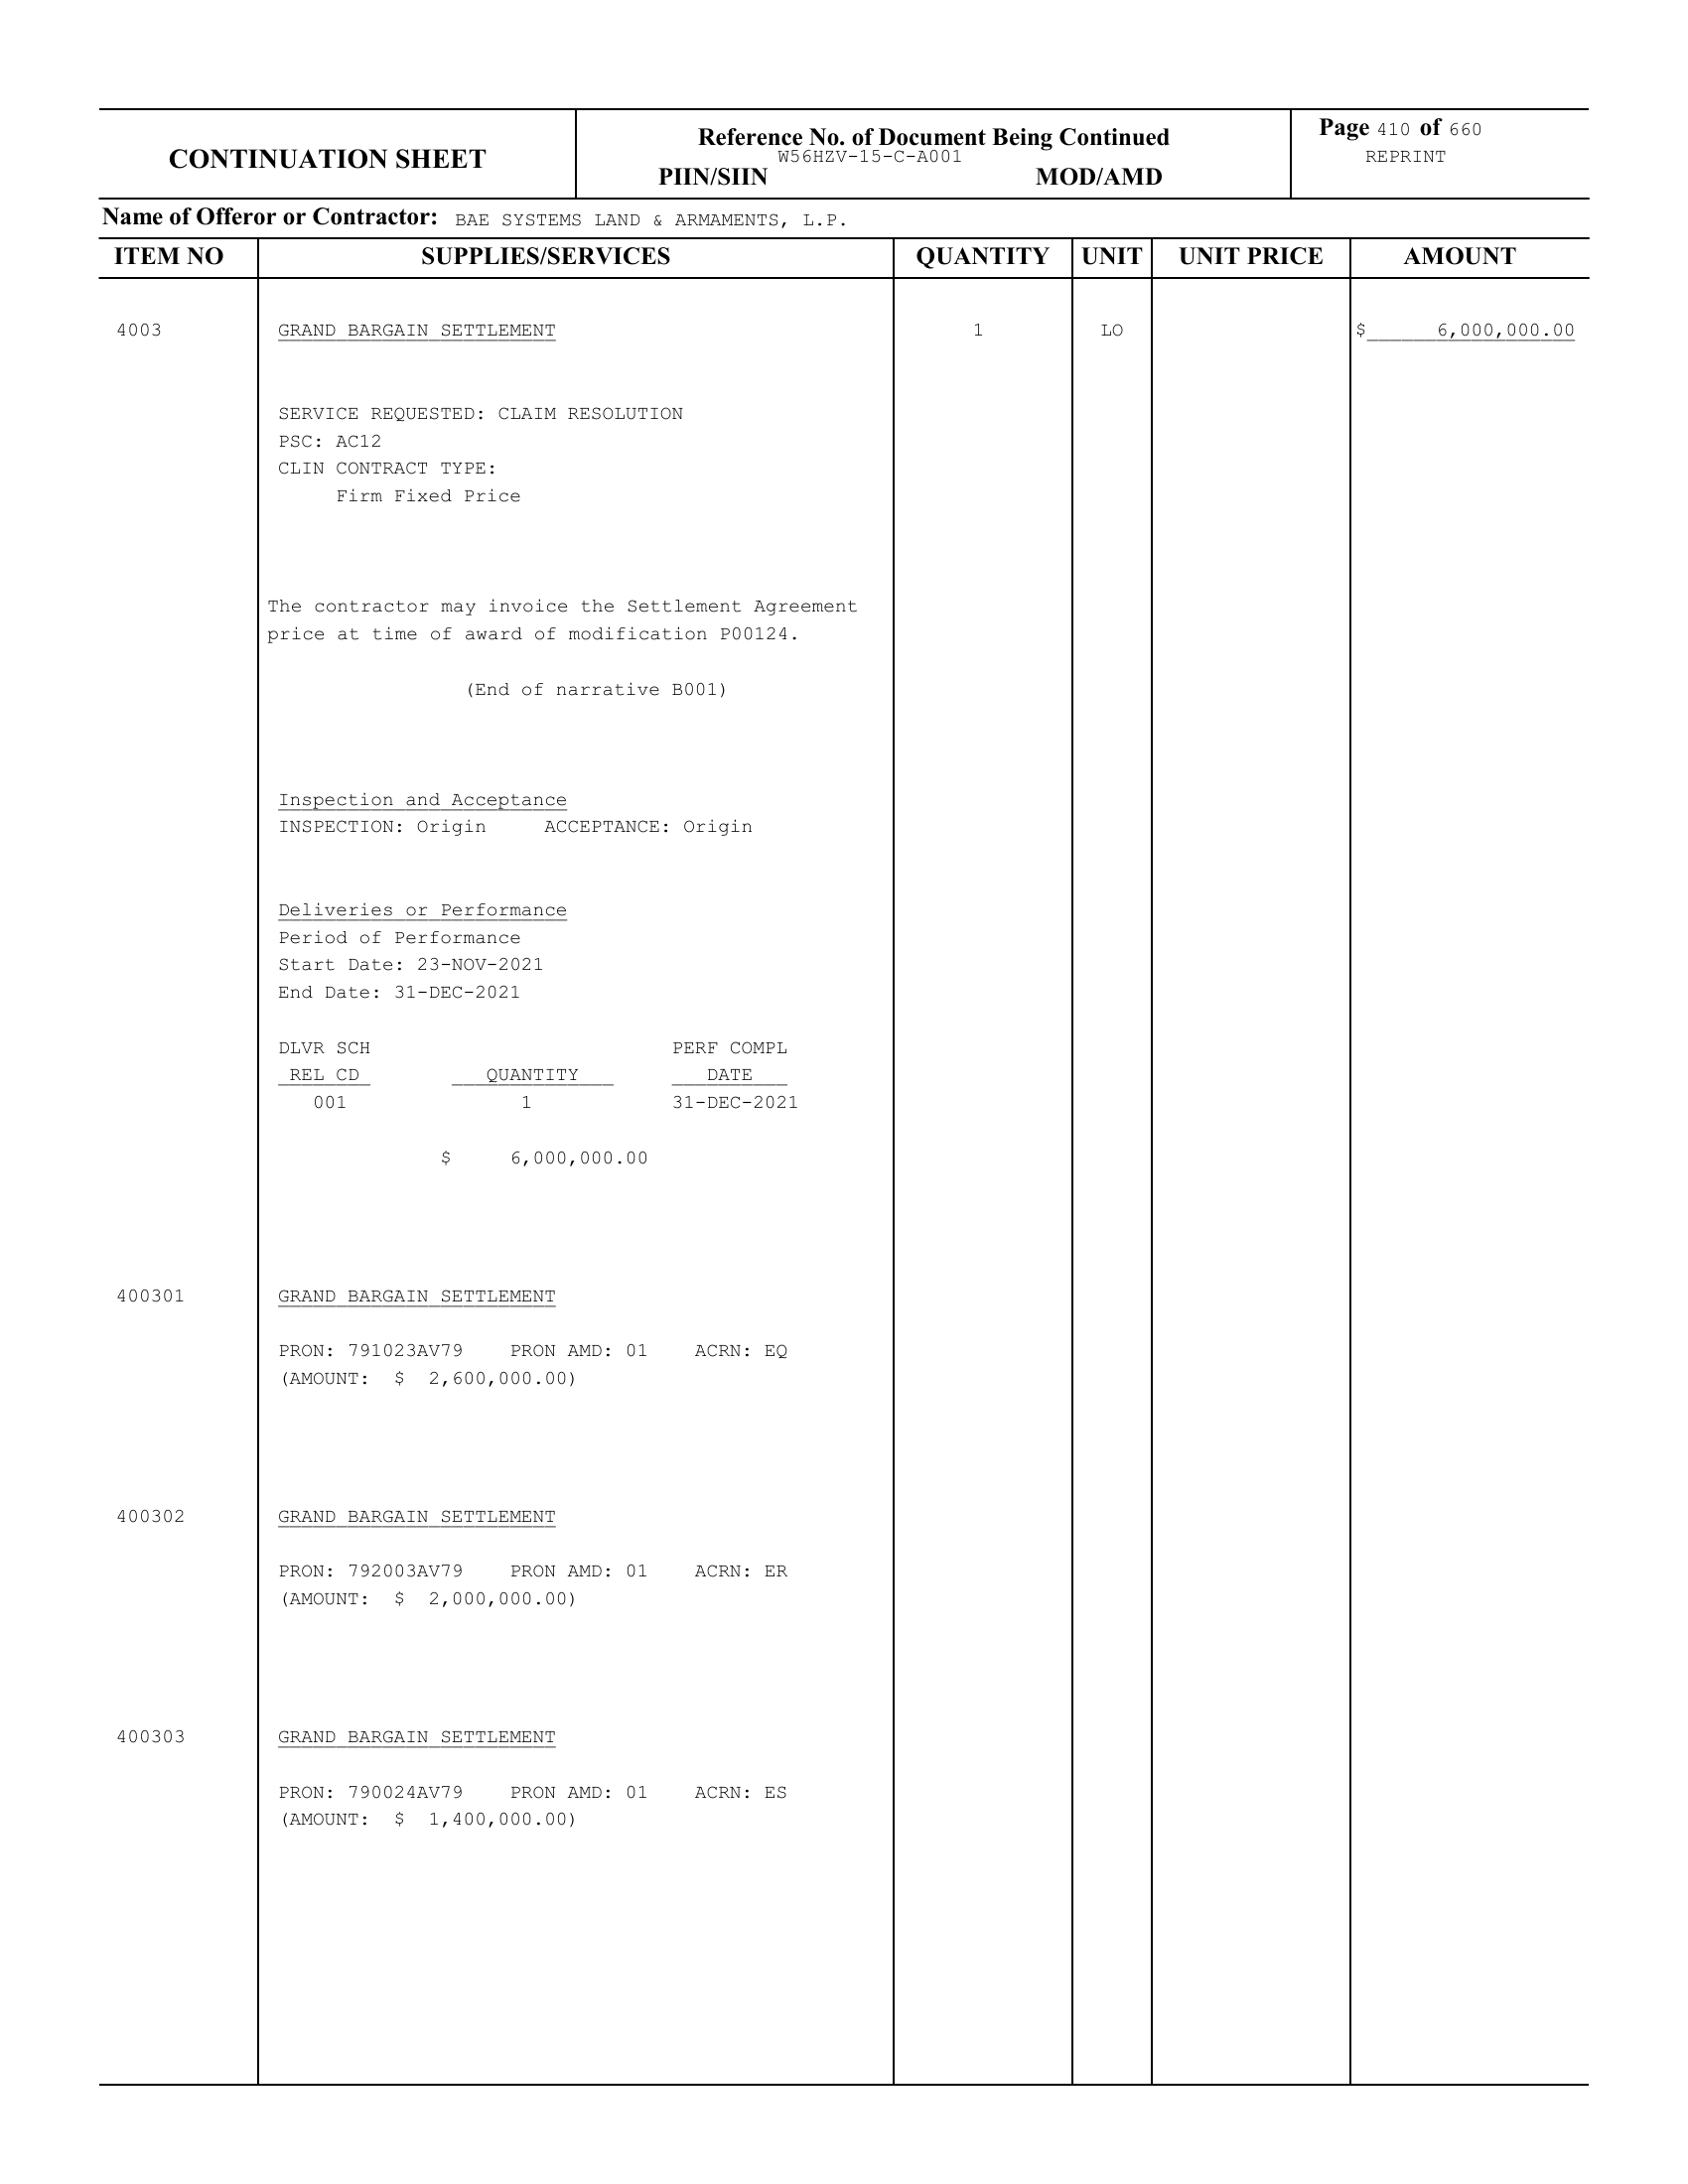 CONTINUATION SHEET
Reference No. of Document Being Continued
W56HZV-15-C-A001
PIIN/SIIN MOD/AMD
Page 410 of 660
REPRINT
Name of Offeror or Contractor: BAE SYSTEMS LAND & ARMAMENTS, L.P.
ITEM NO SUPPLIES/SERVICES QUANTITY UNIT UNIT PRICE AMOUNT
4003 GRAND BARGAIN SETTLEMENT 1 LO $ 6,000,000.00
SERVICE REQUESTED: CLAIM RESOLUTION
PSC: AC12
CLIN CONTRACT TYPE:
Firm Fixed Price
The contractor may invoice the Settlement Agreement
price at time of award of modification P00124.
(End of narrative B001)
Inspection and Acceptance
INSPECTION: Origin ACCEPTANCE: Origin
Deliveries or Performance
Period of Performance
Start Date: 23-NOV-2021
End Date: 31-DEC-2021
DLVR SCH PERF COMPL
REL CD QUANTITY DATE
001 1 31-DEC-2021
$ 6,000,000.00
400301 GRAND BARGAIN SETTLEMENT
PRON: 791023AV79 PRON AMD: 01 ACRN: EQ
(AMOUNT: $ 2,600,000.00)
400302 GRAND BARGAIN SETTLEMENT
PRON: 792003AV79 PRON AMD: 01 ACRN: ER
(AMOUNT: $ 2,000,000.00)
400303 GRAND BARGAIN SETTLEMENT
PRON: 790024AV79 PRON AMD: 01 ACRN: ES
(AMOUNT: $ 1,400,000.00)